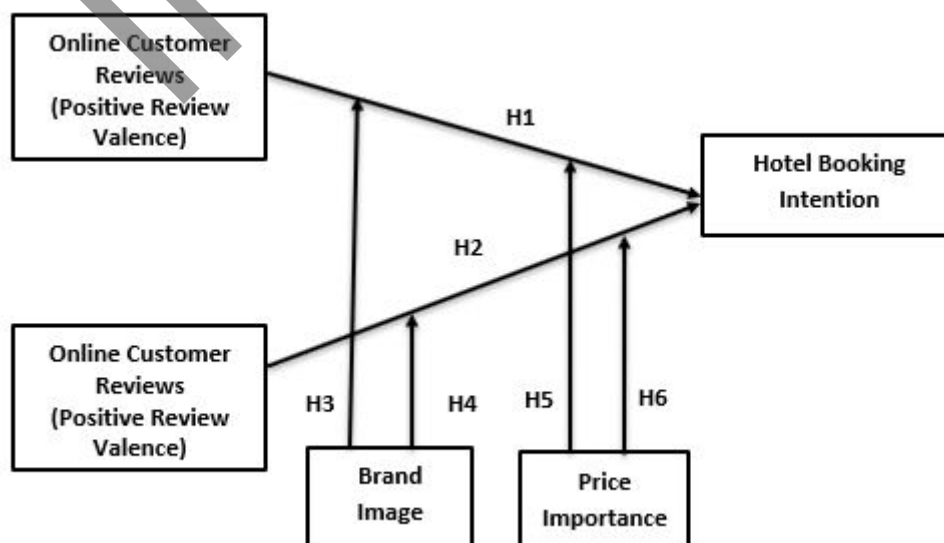 Online Customer
Reviews
(Positive Review
Valence)
H1
Hotel Booking
Intention
H2
Online Customer
Reviews
(Positive Review
Valence)
H3
H4
H5
H6
Brand
Image
Price
Importance